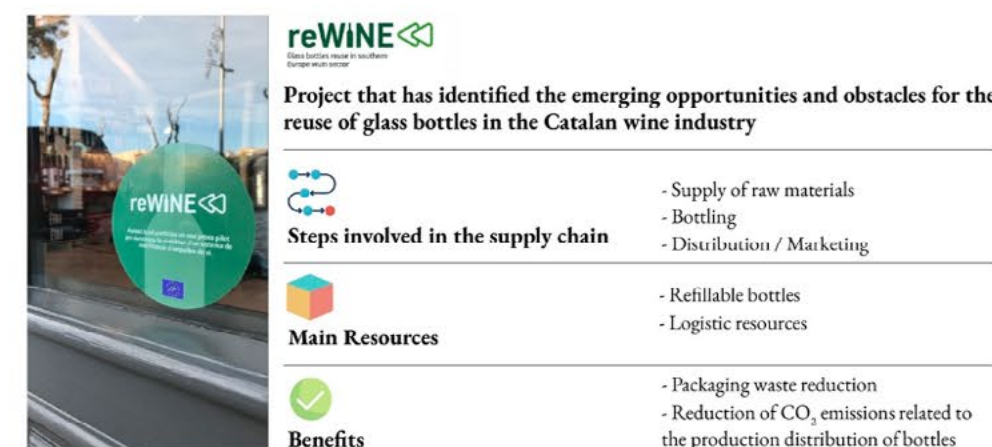 reWINE
Glass bottles reuse in southern
Europe wuin sector
Project that has identified the emerging opportunities and obstacles for the
reuse of glass bottles in the Catalan wine industry
reWINE
Steps involved in the supply chain
- Supply of raw materials
- Bottling
- Distribution / Marketing
Main Resources
- Refillable bottles
- Logistic resources
Benefits
- Packaging waste reduction
- Reduction of CO₂ emissions related to
the production distribution of bottles